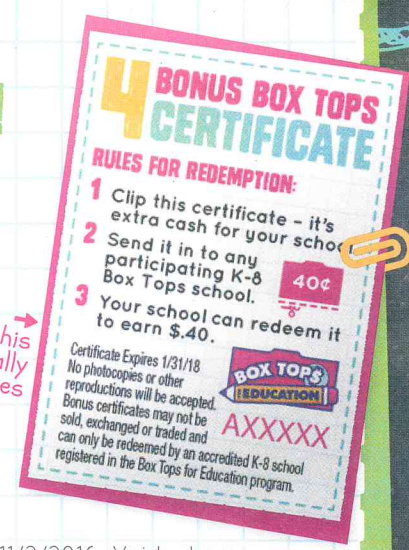 4 BONUS BOX TOPS
CERTIFICATE
RULES FOR REDEMPTION:
1 Clip this certificate – it's
extra cash for your school.
2 Send it in to any
participating K-8
Box Tops school.
40¢
3 Your school can redeem it
to earn $.40.
Certificate Expires 1/31/18
No photocopies or other
reproductions will be accepted.
Bonus certificates may not be
sold, exchanged or traded and
can only be redeemed by an accredited K-8 school
registered in the Box Tops for Education program.
BOX TOPS
FOR EDUCATION
AXXXXX
his
ally
es